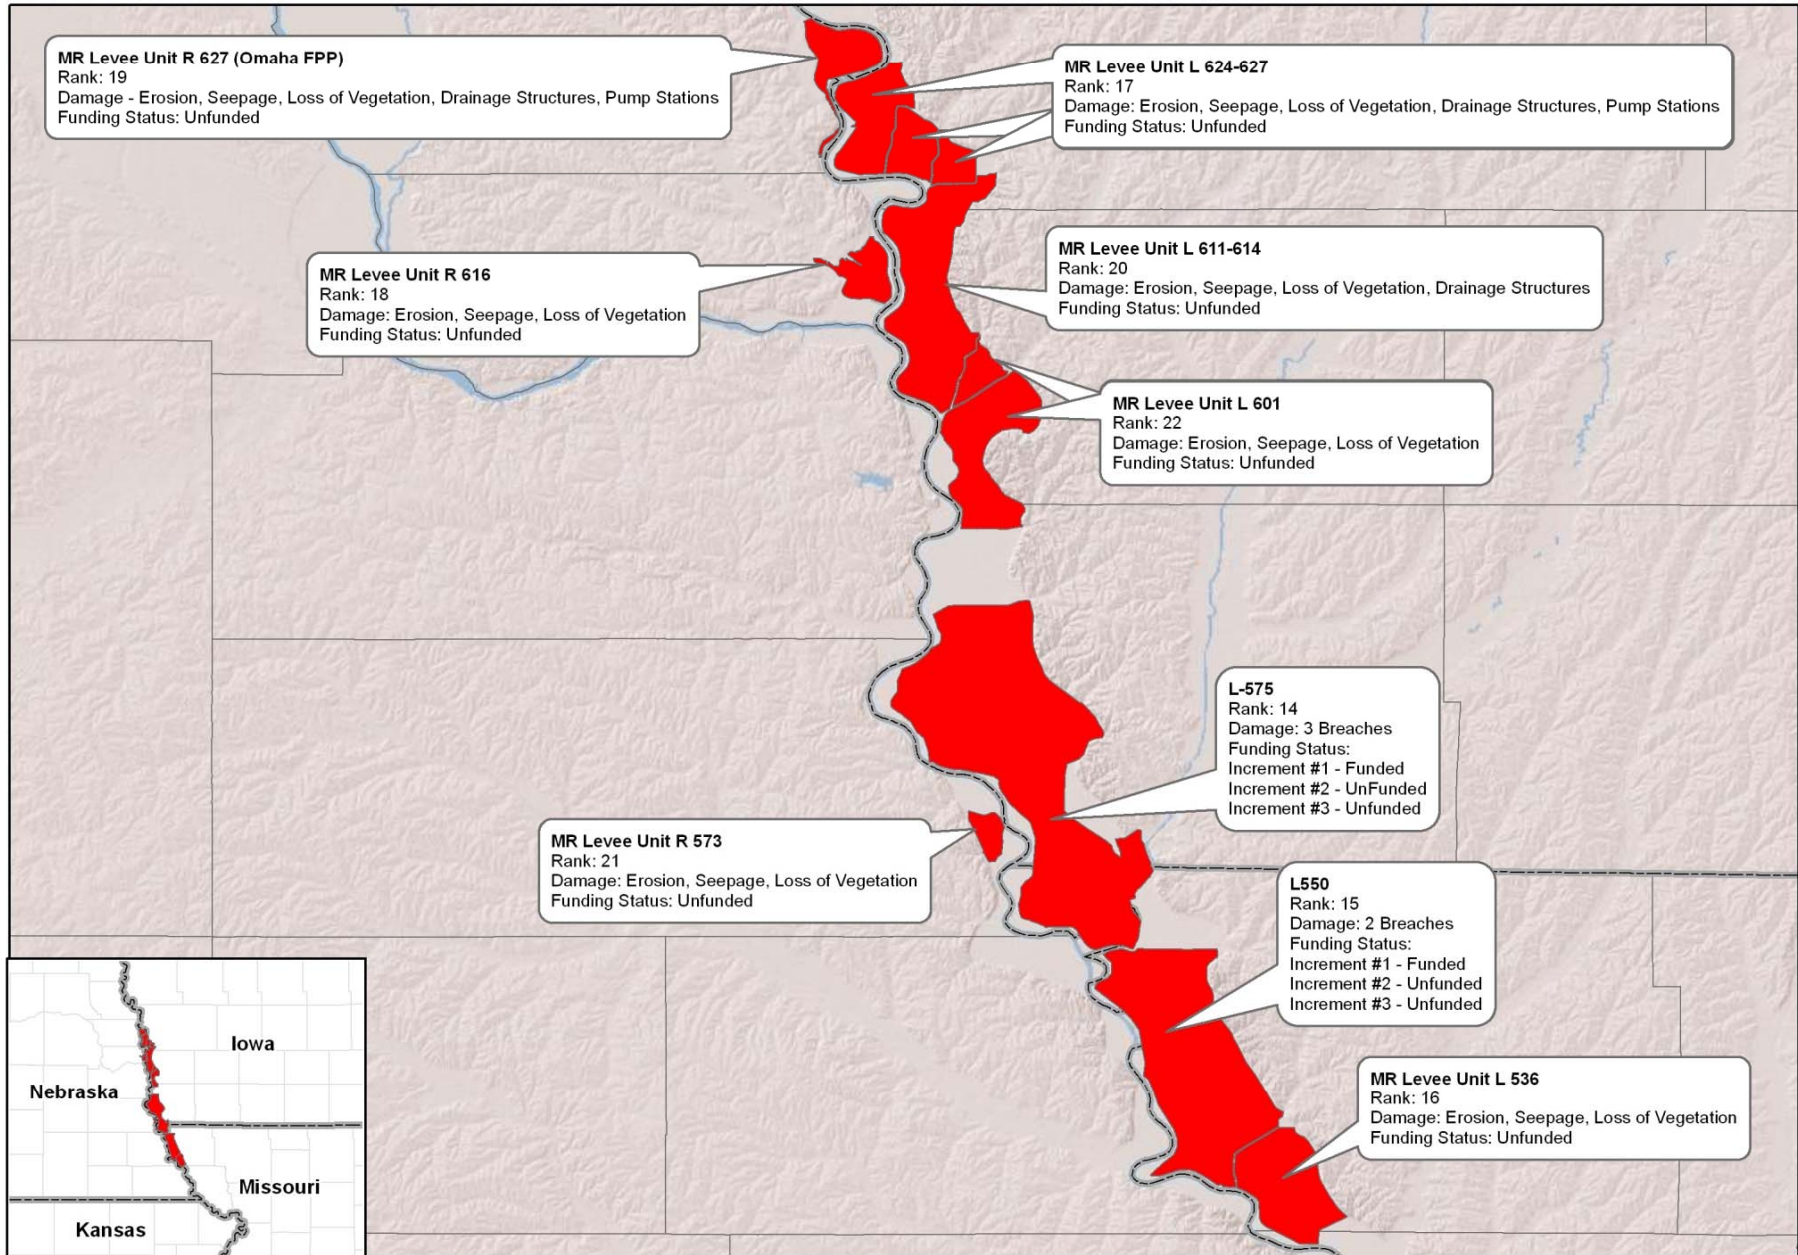 MR Levee Unit R 627 (Omaha FPP)
Rank: 19
Damage - Erosion, Seepage, Loss of Vegetation, Drainage Structures, Pump Stations
Funding Status: Unfunded
MR Levee Unit L 624-627
Rank: 17
Damage: Erosion, Seepage, Loss of Vegetation, Drainage Structures, Pump Stations
Funding Status: Unfunded
MR Levee Unit R 616
Rank: 18
Damage: Erosion, Seepage, Loss of Vegetation
Funding Status: Unfunded
MR Levee Unit L 611-614
Rank: 20
Damage: Erosion, Seepage, Loss of Vegetation, Drainage Structures
Funding Status: Unfunded
MR Levee Unit L 601
Rank: 22
Damage: Erosion, Seepage, Loss of Vegetation
Funding Status: Unfunded
L-575
Rank: 14
Damage: 3 Breaches
Funding Status:
Increment #1 - Funded
Increment #2 - UnFunded
Increment #3 - Unfunded
MR Levee Unit R 573
Rank: 21
Damage: Erosion, Seepage, Loss of Vegetation
Funding Status: Unfunded
L550
Rank: 15
Damage: 2 Breaches
Funding Status:
Increment #1 - Funded
Increment #2 - Unfunded
Increment #3 - Unfunded
MR Levee Unit L 536
Rank: 16
Damage: Erosion, Seepage, Loss of Vegetation
Funding Status: Unfunded
Iowa
Nebraska
Missouri
Kansas